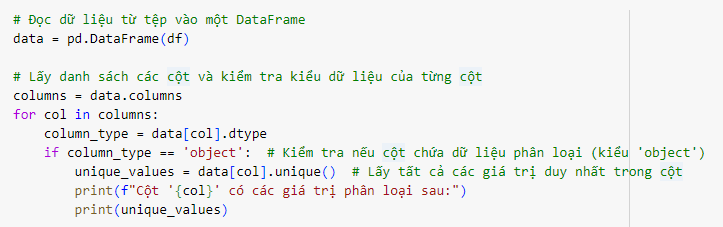 # Đọc dữ liệu từ tệp vào một DataFrame
data = pd.DataFrame(df)
# Lấy danh sách các cột và kiểm tra kiểu dữ liệu của từng cột
columns = data.columns
for col in columns:
    column_type = data[col].dtype
    if column_type == 'object':  # Kiểm tra nếu cột chứa dữ liệu phân loại (kiểu 'object')
        unique_values = data[col].unique()  # Lấy tất cả các giá trị duy nhất trong cột
        print(f"Cột '{col}' có các giá trị phân loại sau:")
        print(unique_values)